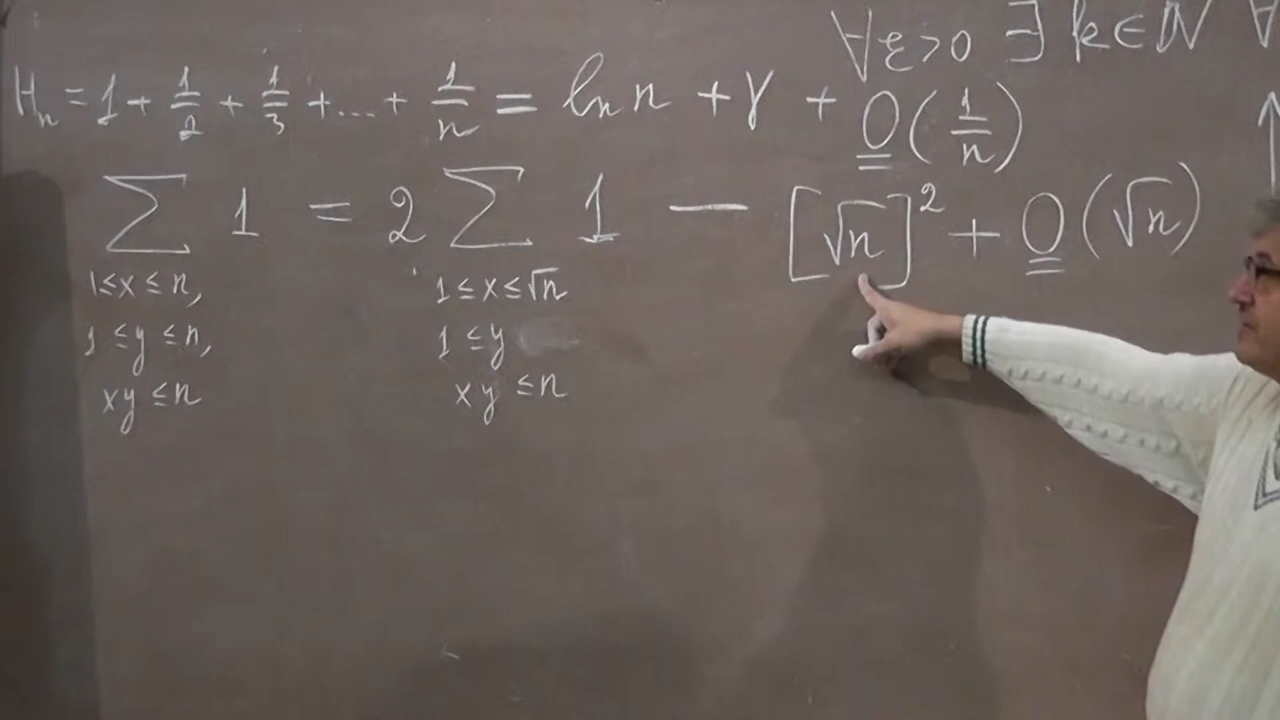 ∀ε>0 ∃ k∈ℕ ∀
Hₙ = 1 + 1/2 + 1/3 + ... + 1/n = ln n + γ + O(1/n)
∑ 1 = 2 ∑ 1 — [√n]² + O(√n)
1≤x≤n, 1≤x≤√n
1≤y≤n, 1≤y
xy≤n xy≤n